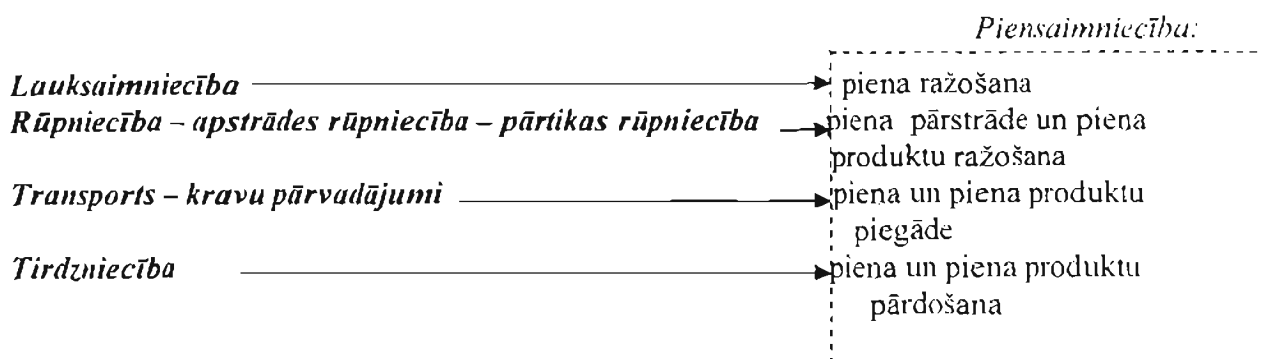 Piensaimniecība:
Lauksaimniecība piena ražošana
Rūpniecība – apstrādes rūpniecība – pārtikas rūpniecība piena pārstrāde un piena
produktu ražošana
Transports – kravu pārvadājumi piena un piena produktu
piegāde
Tirdzniecība piena un piena produktu
pārdošana